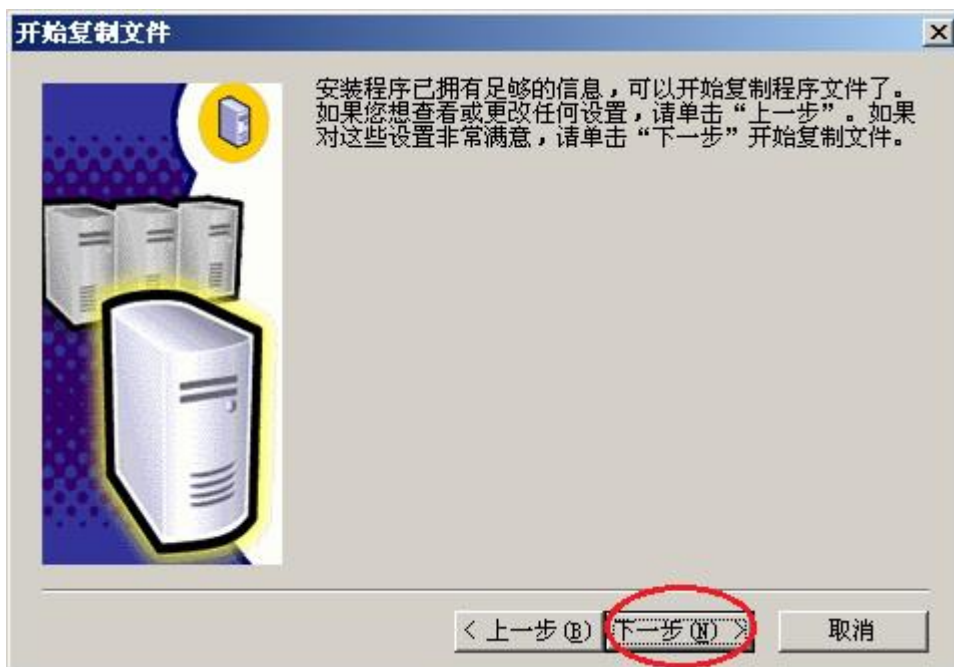 开始复制文件
安装程序已拥有足够的信息，可以开始复制程序文件了。
如果您想查看或更改任何设置，请单击“上一步”。如果
对这些设置非常满意，请单击“下一步”开始复制文件。
< 上一步(B) 下一步(N) > 取消